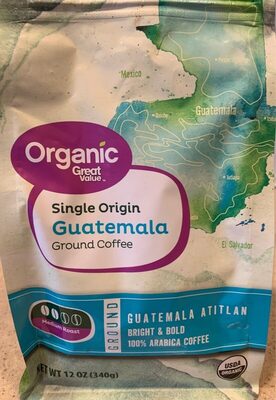 Mexico
Guatemala
Organic
Great
Value™
Single Origin
Guatemala
Ground Coffee
El Salvador
Medium Roast
GROUND
GUATEMALA ATITLAN
BRIGHT & BOLD
100% ARABICA COFFEE
USDA
ORGANIC
NET WT 12 OZ (340g)